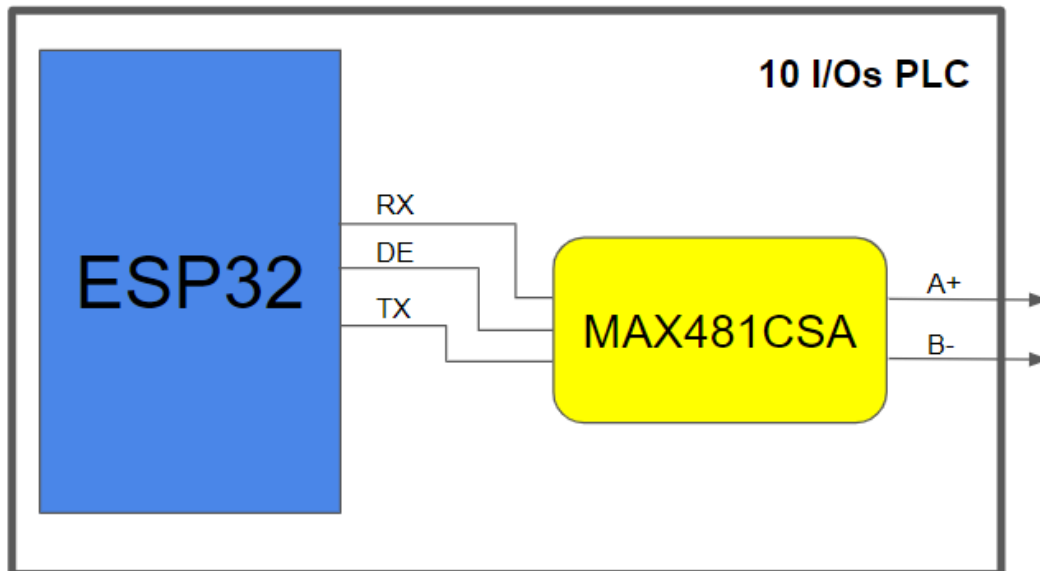 10 I/Os PLC
RX
DE
TX
ESP32
MAX481CSA
A+
B-